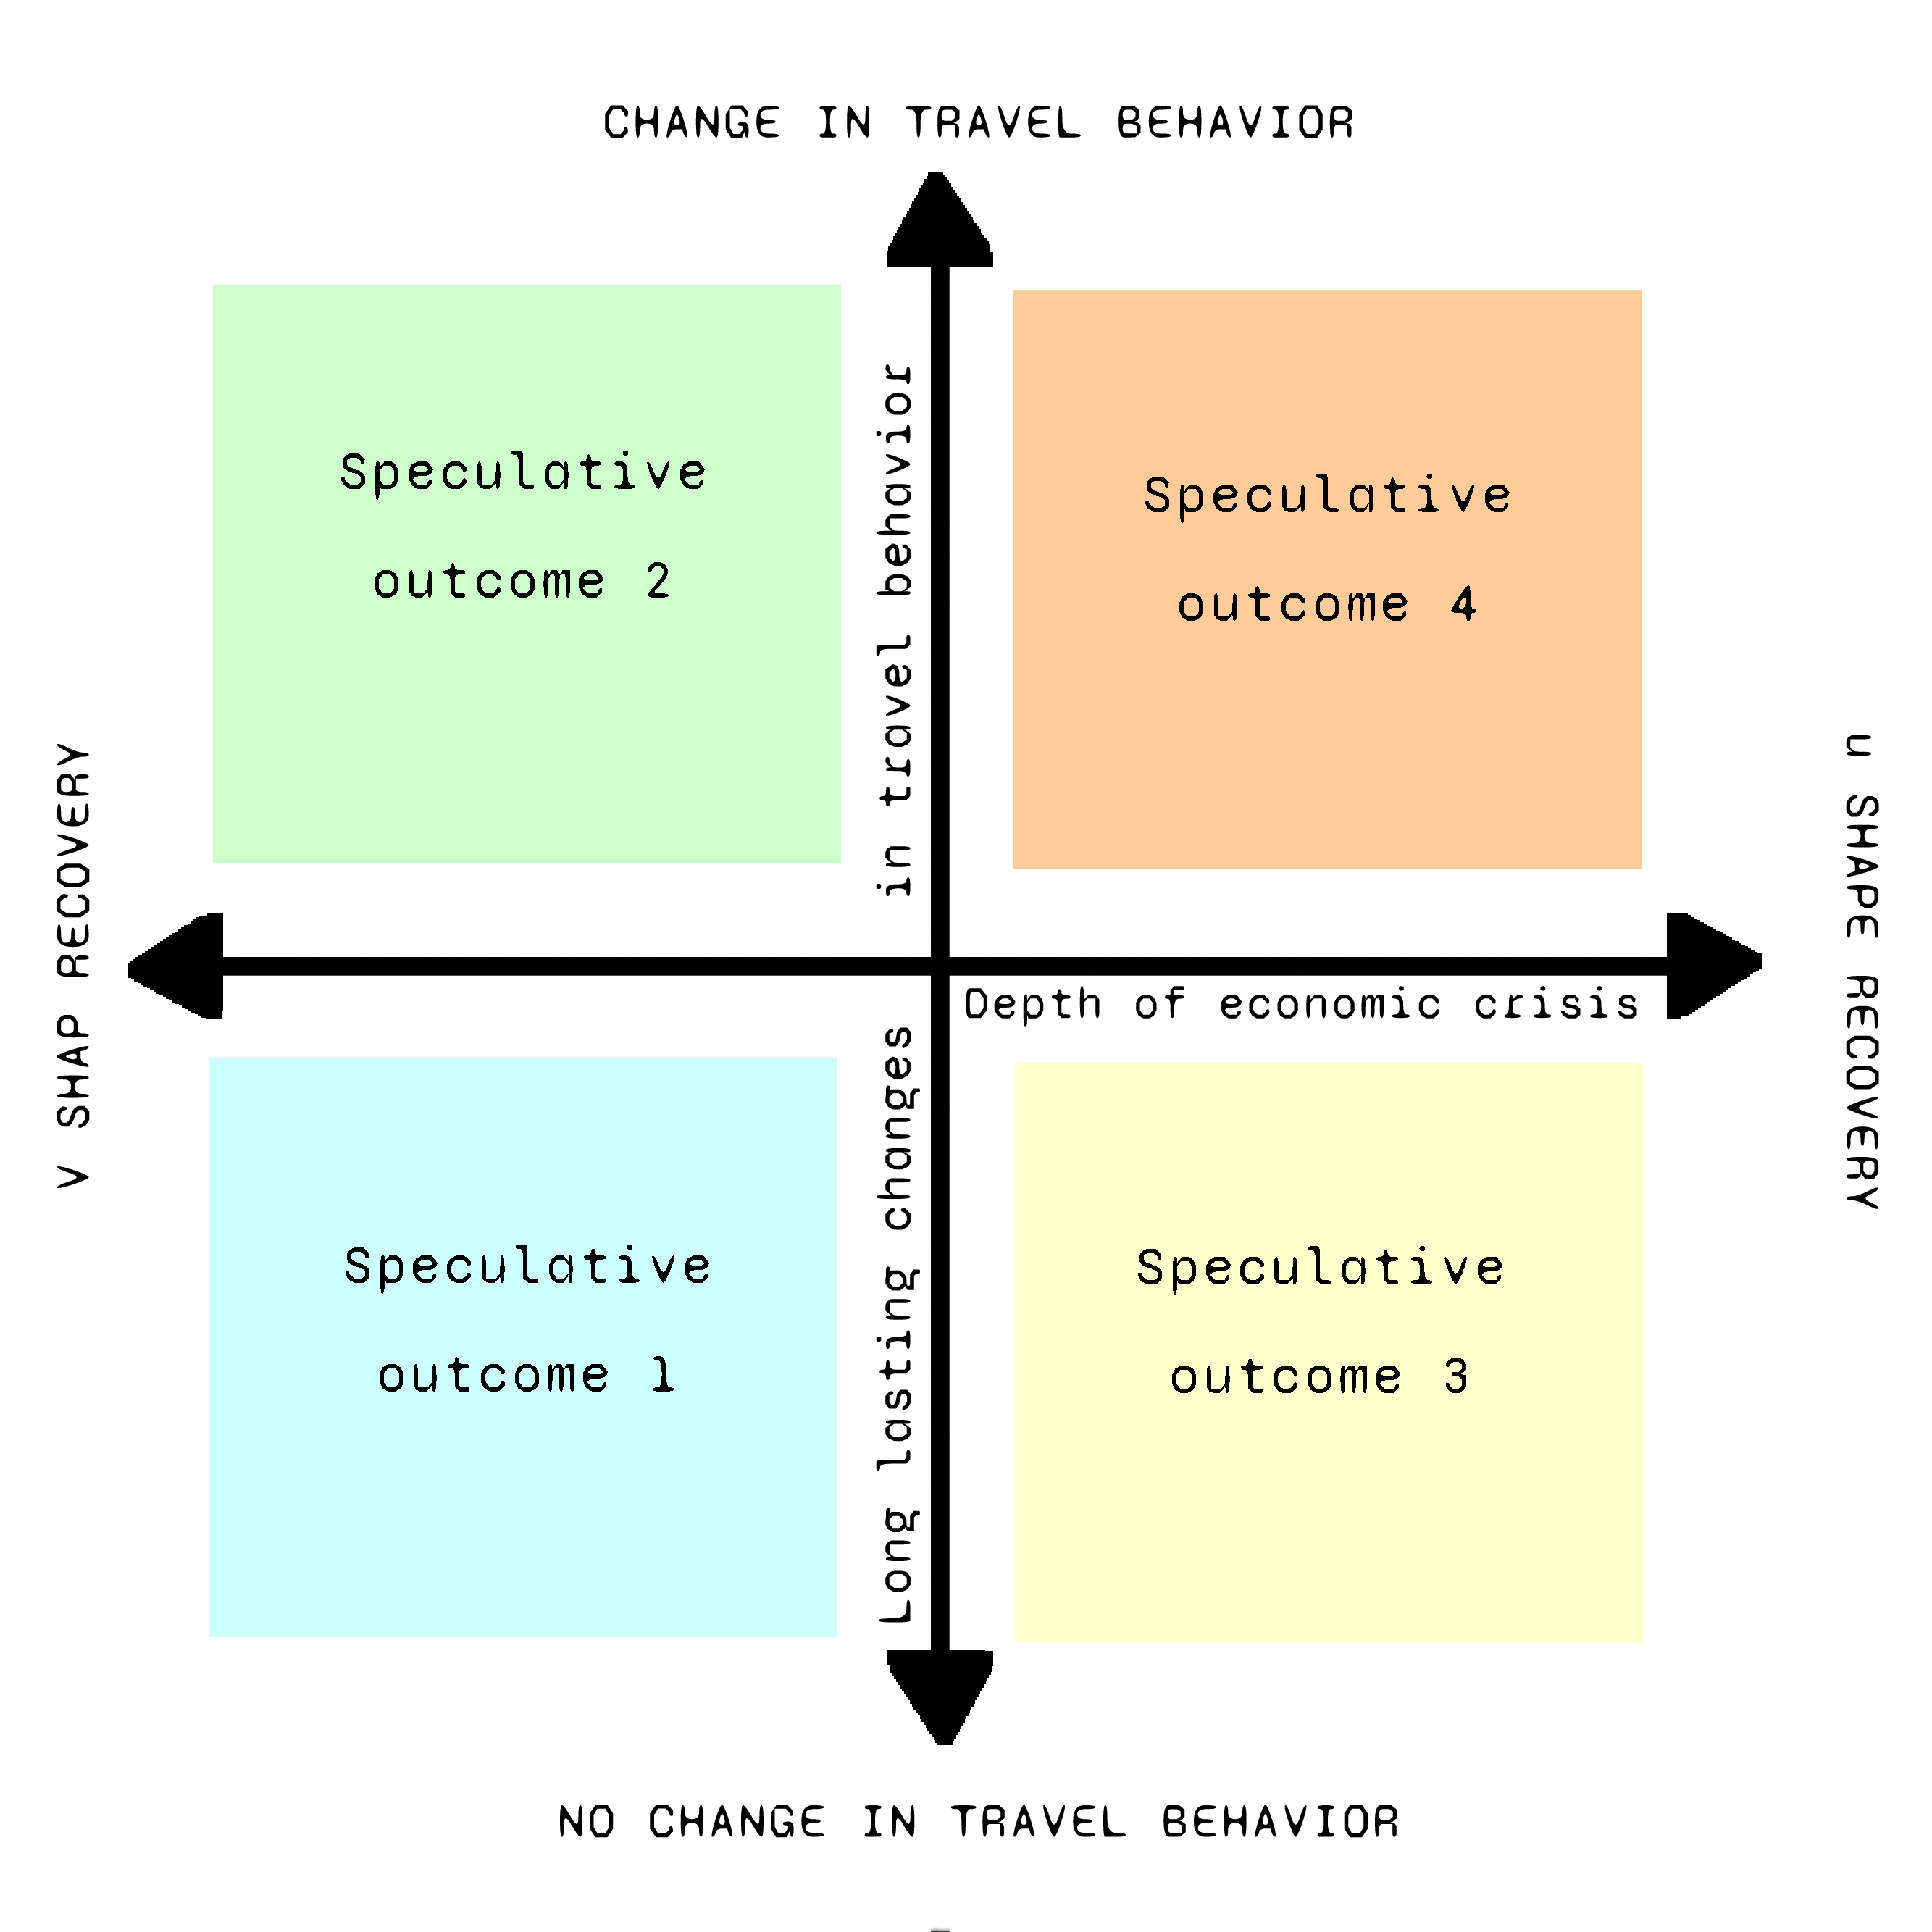 CHANGE IN TRAVEL BEHAVIOR
Speculative
outcome 2
Speculative
outcome 4
V SHAP RECOVERY
Long lasting changes in travel behavior
U SHAPE RECOVERY
Depth of economic crisis
Speculative
outcome 1
Speculative
outcome 3
NO CHANGE IN TRAVEL BEHAVIOR